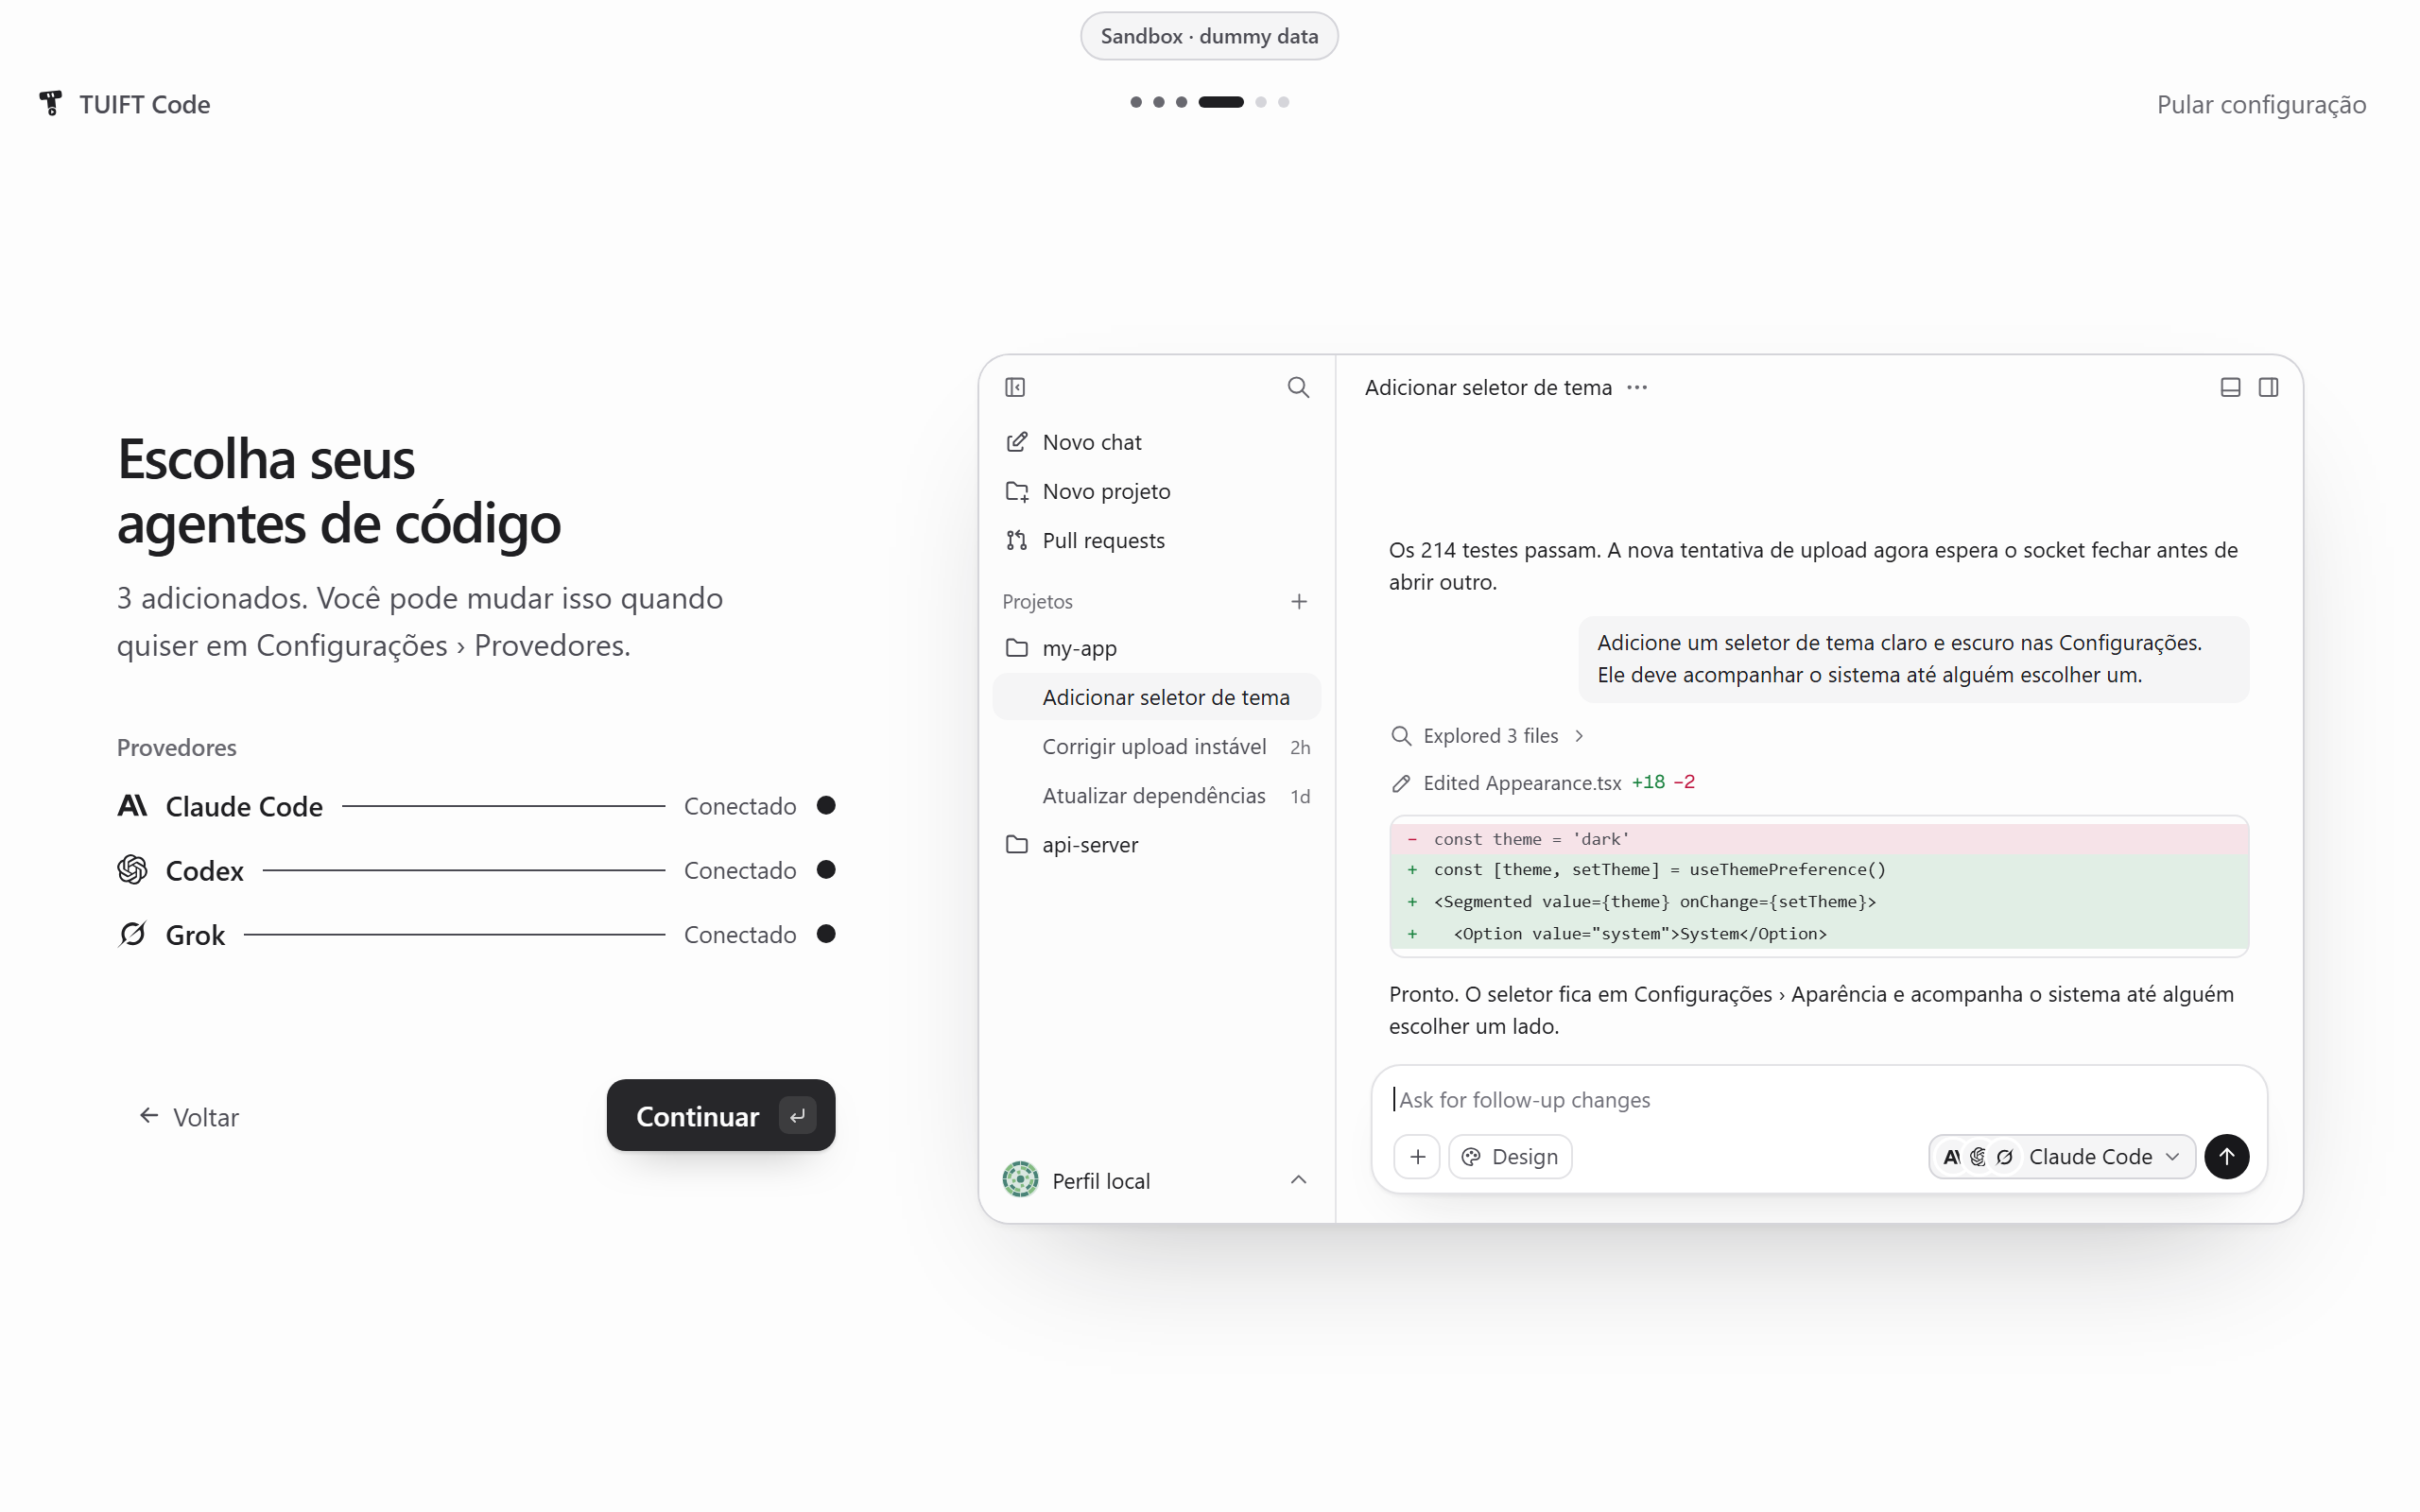 Sandbox · dummy data
TUIFT Code
Pular configuração
Escolha seus
agentes de código
3 adicionados. Você pode mudar isso quando
quiser em Configurações › Provedores.
Provedores
Claude Code Conectado
Codex Conectado
Grok Conectado
Voltar
Continuar
Novo chat
Novo projeto
Pull requests
Projetos
my-app
Adicionar seletor de tema
Corrigir upload instável 2h
Atualizar dependências 1d
api-server
Perfil local
Adicionar seletor de tema
Os 214 testes passam. A nova tentativa de upload agora espera o socket fechar antes de
abrir outro.
Adicione um seletor de tema claro e escuro nas Configurações.
Ele deve acompanhar o sistema até alguém escolher um.
Explored 3 files
Edited Appearance.tsx +18 −2
− const theme = 'dark'
+ const [theme, setTheme] = useThemePreference()
+ <Segmented value={theme} onChange={setTheme}>
+ <Option value="system">System</Option>
Pronto. O seletor fica em Configurações › Aparência e acompanha o sistema até alguém
escolher um lado.
Ask for follow-up changes
Design
Claude Code